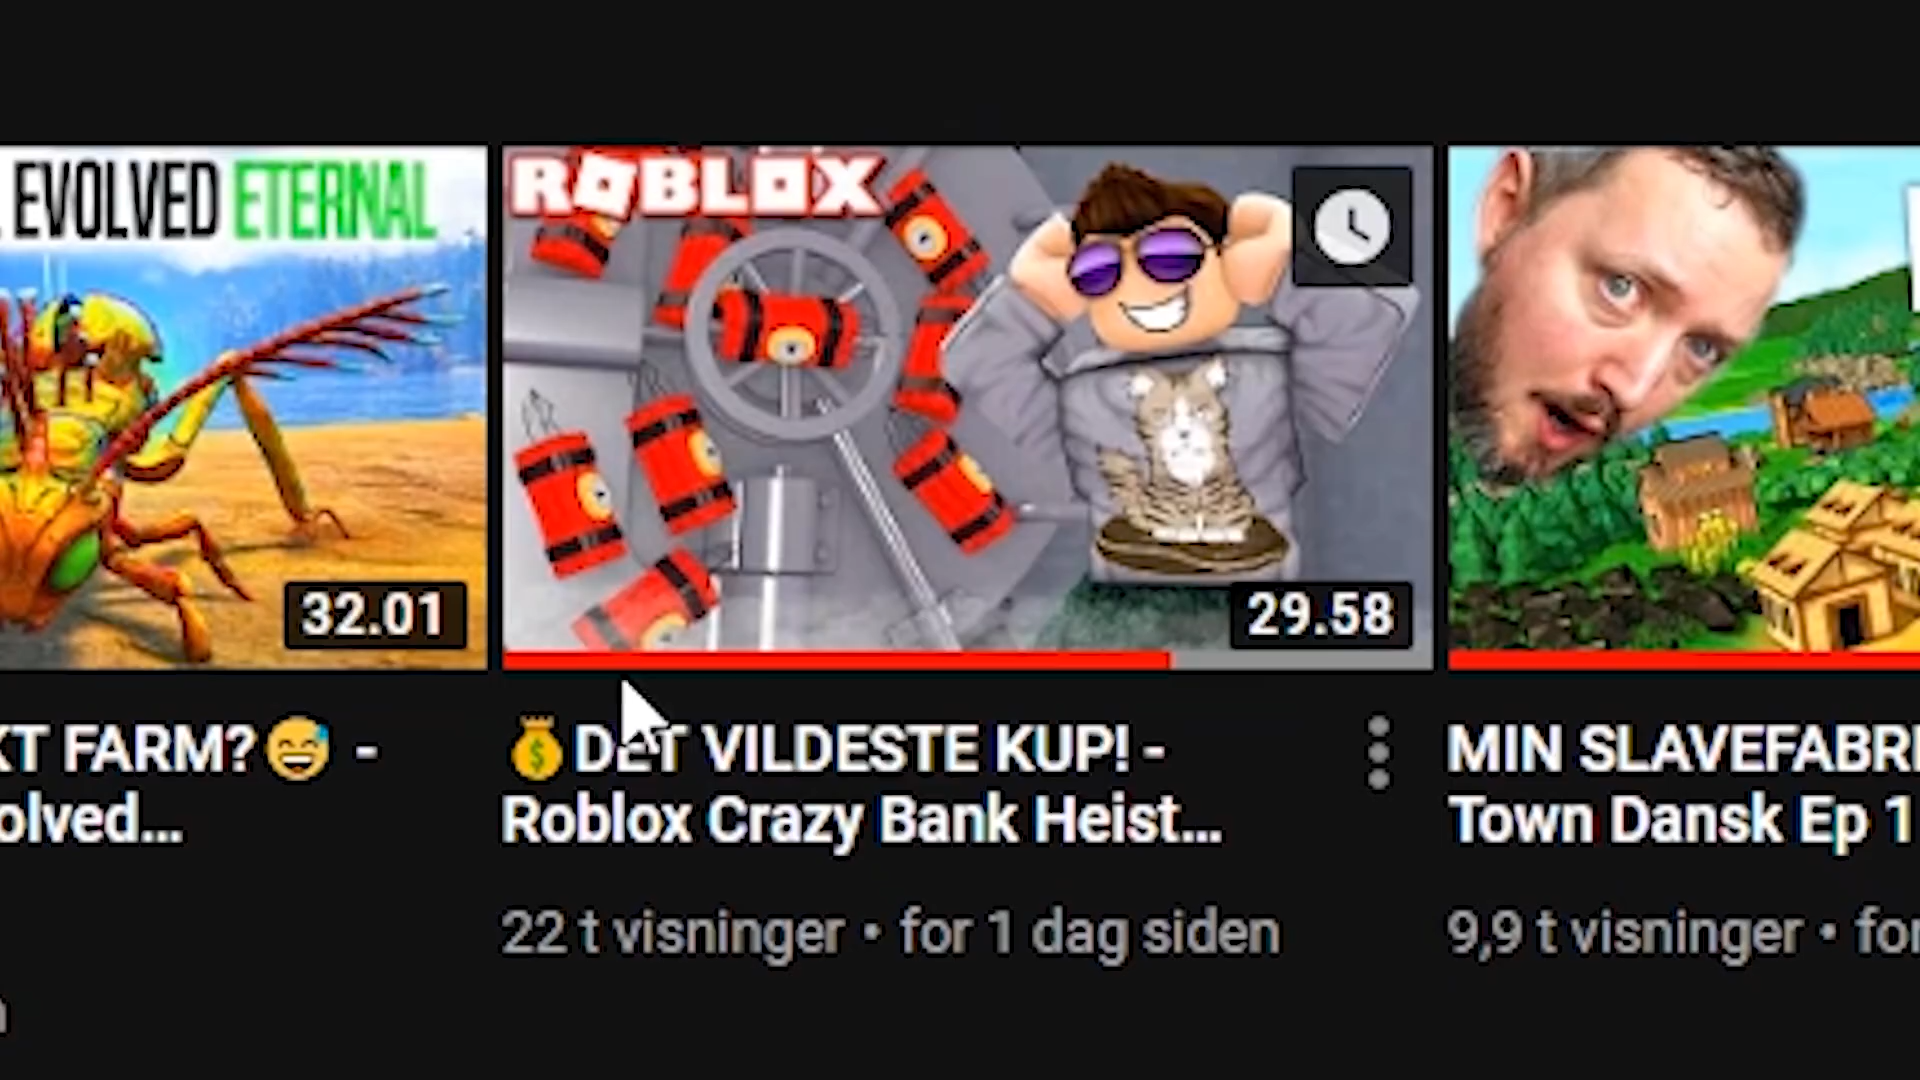 EVOLVED ETERNAL
32.01
KT FARM?😅 -
olved...
ROBLOX
29.58
💰DET VILDESTE KUP! -
Roblox Crazy Bank Heist...
22 t visninger • for 1 dag siden
MIN SLAVEFABRI
Town Dansk Ep 1
9,9 t visninger • for